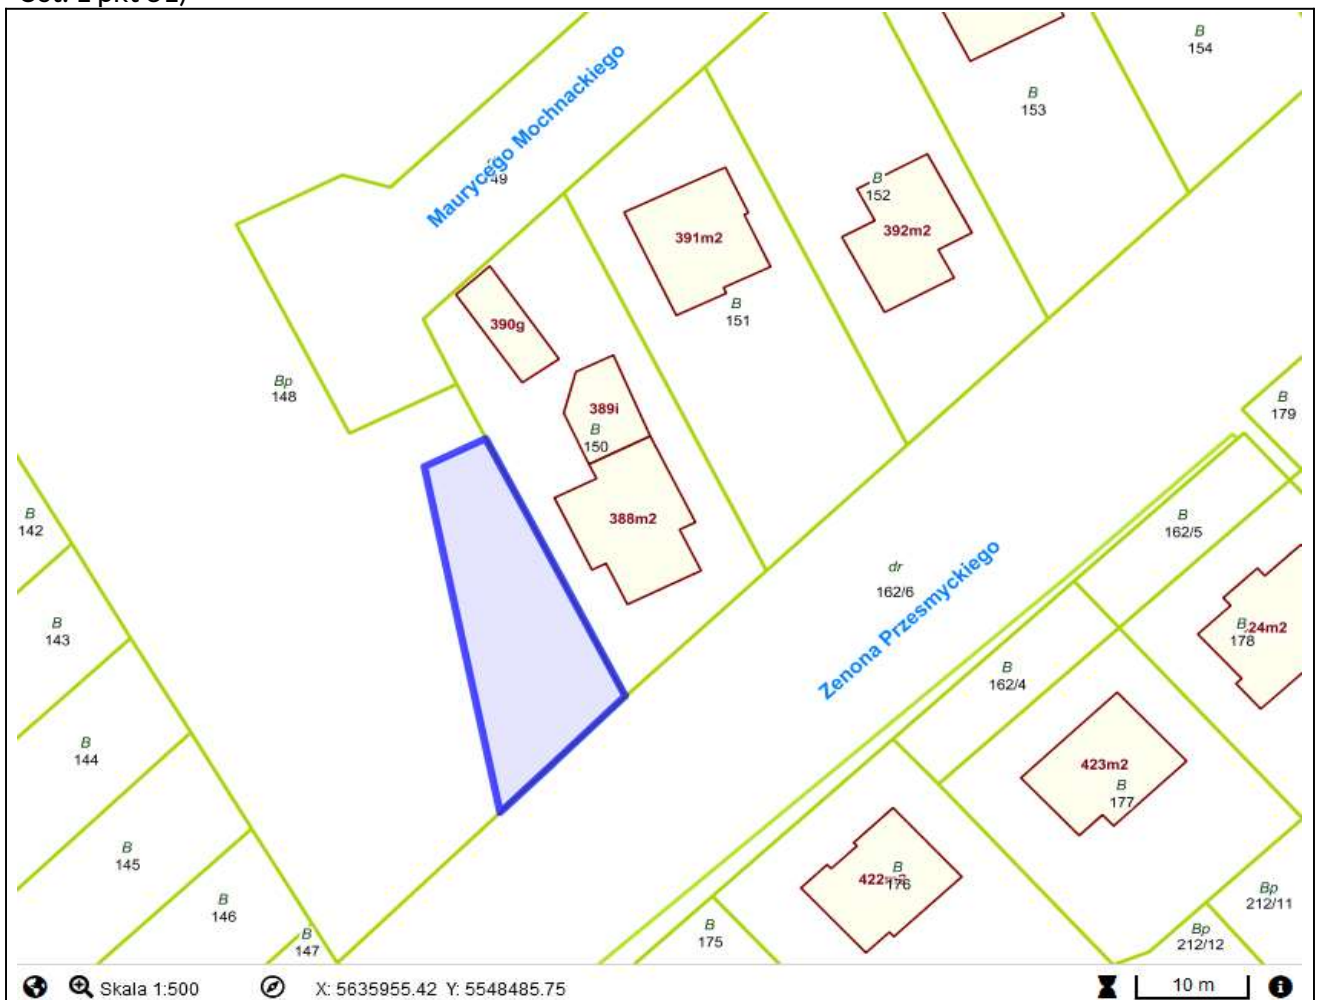 B
154
B
153
Maurycego Mochnackiego
49
B
152
391m2
392m2
B
151
390g
Bp
148
389i
B
150
B
179
388m2
B
142
B
162/5
dr
162/6
Zenona Przesmyckiego
B
143
B
178
24m2
B
162/4
B
144
423m2
B
177
B
145
422
B
176
B
146
Bp
212/11
B
147
B
175
Bp
212/12
Skala 1:500
X: 5635955.42 Y: 5548485.75
10 m